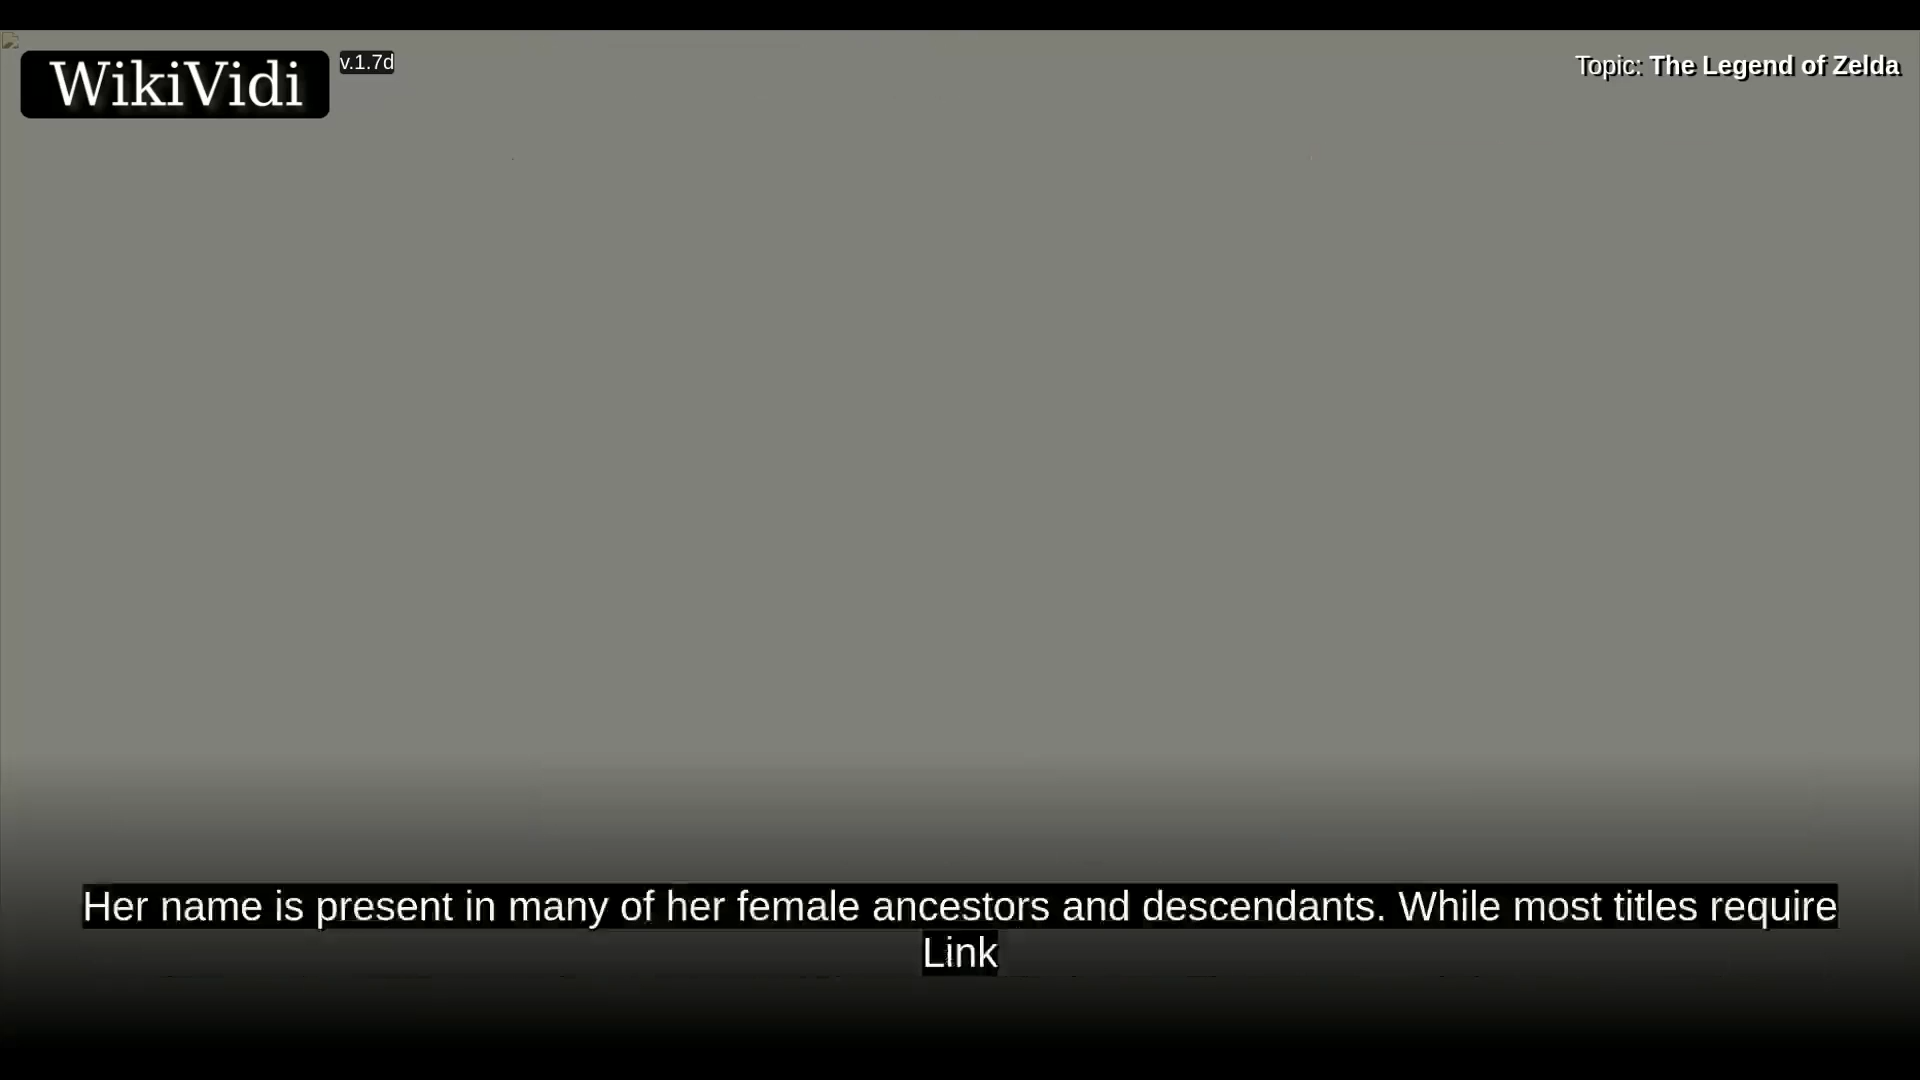 WikiVidi
v.1.7d
Topic: The Legend of Zelda
Her name is present in many of her female ancestors and descendants. While most titles require
Link